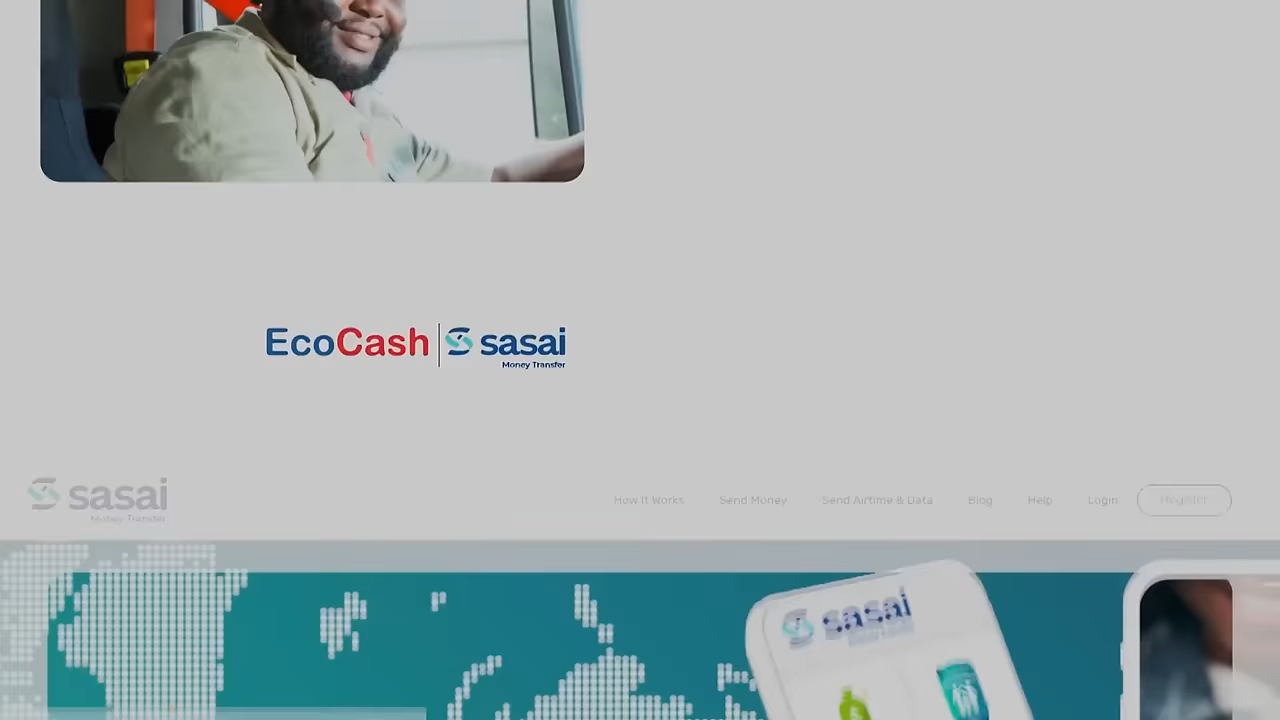 EcoCash | sasai
Money Transfer
sasai
Money Transfer
How It Works
Send Money
Send Airtime & Data
Blog
Help
Login
Register
sasai